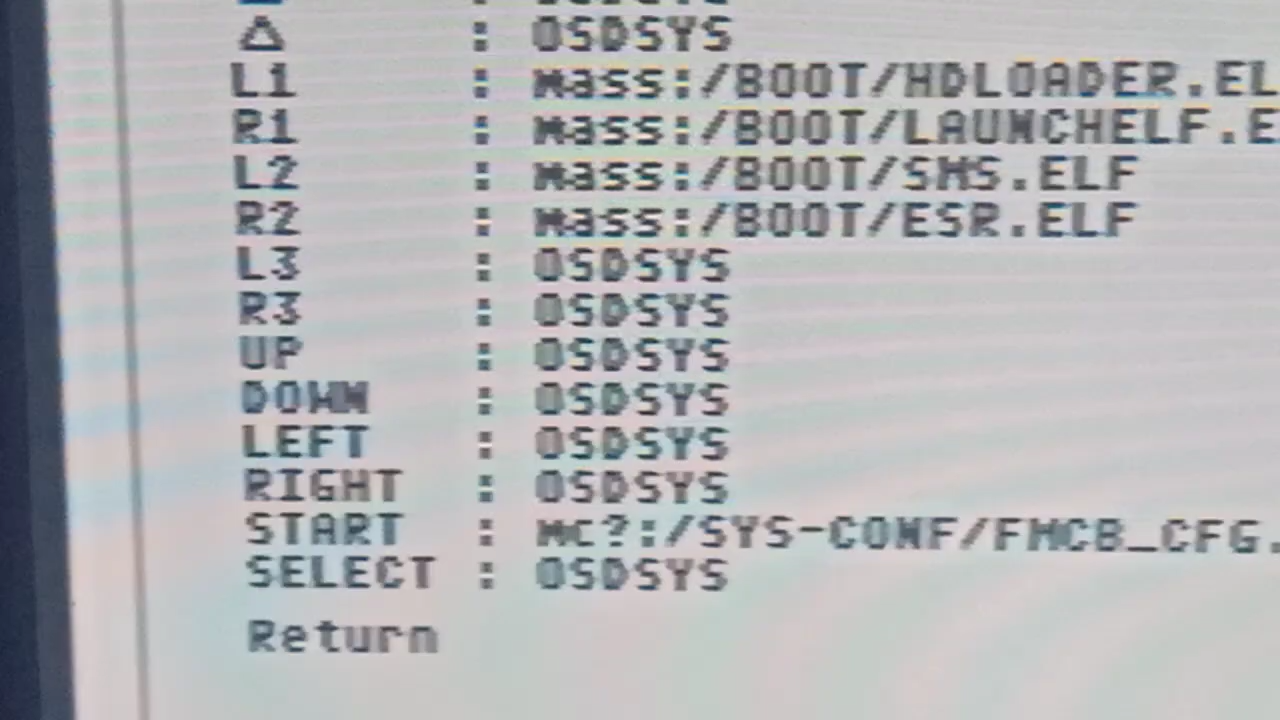 △ : OSDSYS
L1 : mass:/BOOT/HDLOADER.EL
R1 : mass:/BOOT/LAUNCHELF.E
L2 : mass:/BOOT/SMS.ELF
R2 : mass:/BOOT/ESR.ELF
L3 : OSDSYS
R3 : OSDSYS
UP : OSDSYS
DOWN : OSDSYS
LEFT : OSDSYS
RIGHT : OSDSYS
START : mc?:/SYS-CONF/FMCB_CFG.
SELECT : OSDSYS
Return